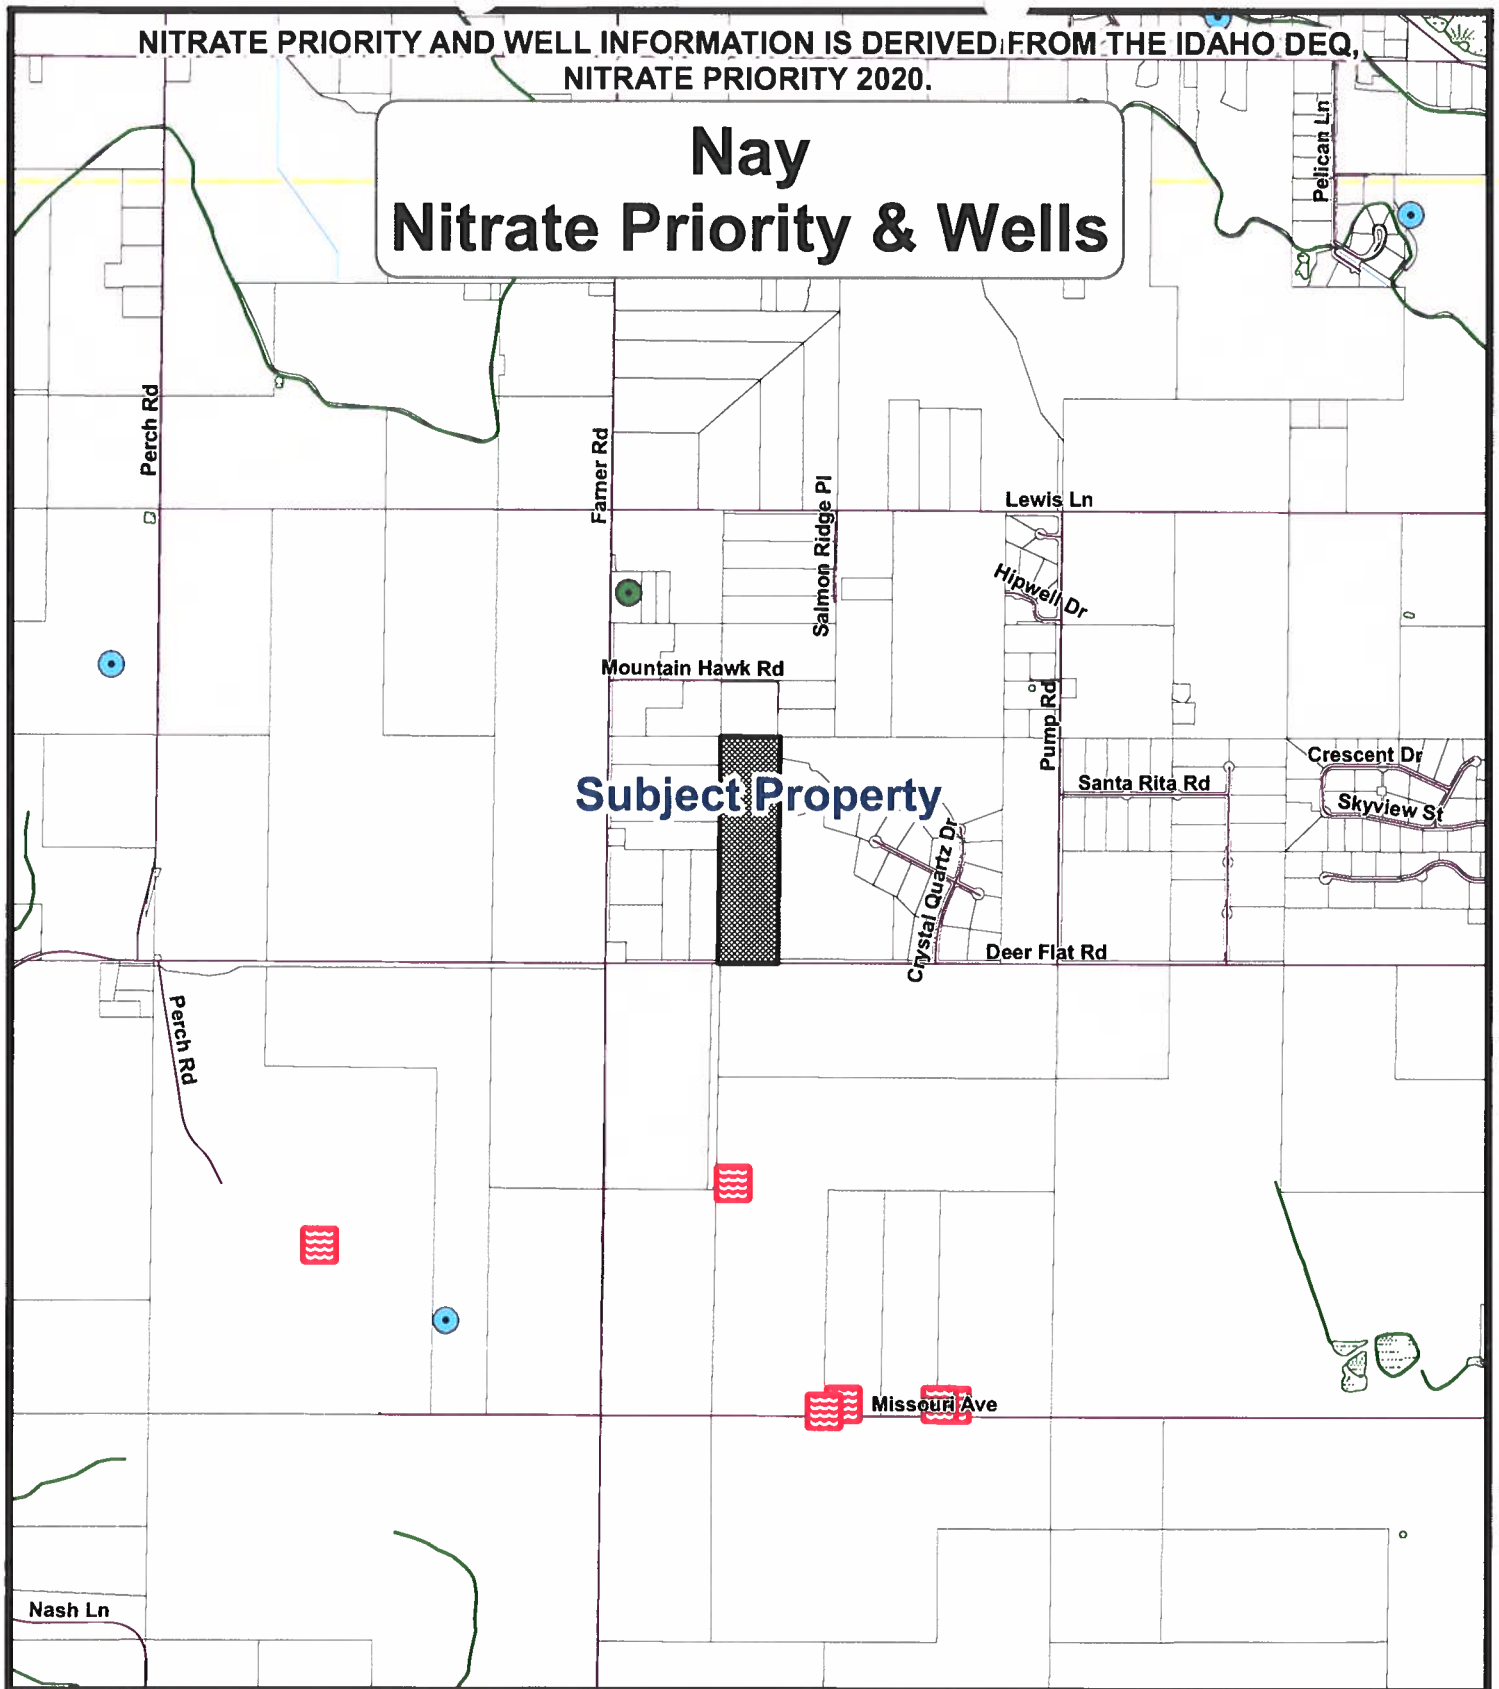 NITRATE PRIORITY AND WELL INFORMATION IS DERIVED FROM THE IDAHO DEQ,
NITRATE PRIORITY 2020.
Nay
Nitrate Priority & Wells
Pelican Ln
Perch Rd
Farner Rd
Salmon Ridge Pl
Lewis Ln
Hipwell Dr
Mountain Hawk Rd
Pump Rd
Subject Property
Santa Rita Rd
Crescent Dr
Skyview St
Crystal Quartz Dr
Deer Flat Rd
Perch Rd
Missouri Ave
Nash Ln